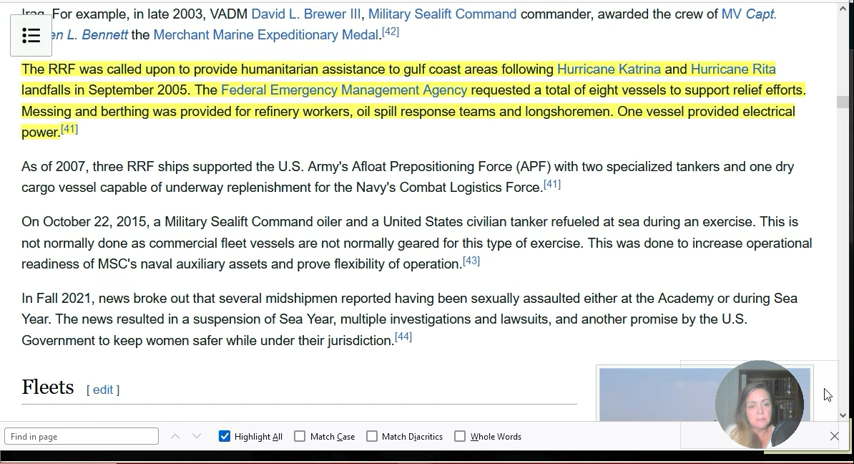 Iraq. For example, in late 2003, VADM David L. Brewer III, Military Sealift Command commander, awarded the crew of MV Capt.
en L. Bennett the Merchant Marine Expeditionary Medal.[42]
The RRF was called upon to provide humanitarian assistance to gulf coast areas following Hurricane Katrina and Hurricane Rita
landfalls in September 2005. The Federal Emergency Management Agency requested a total of eight vessels to support relief efforts.
Messing and berthing was provided for refinery workers, oil spill response teams and longshoremen. One vessel provided electrical
power.[41]
As of 2007, three RRF ships supported the U.S. Army's Afloat Prepositioning Force (APF) with two specialized tankers and one dry
cargo vessel capable of underway replenishment for the Navy's Combat Logistics Force.[41]
On October 22, 2015, a Military Sealift Command oiler and a United States civilian tanker refueled at sea during an exercise. This is
not normally done as commercial fleet vessels are not normally geared for this type of exercise. This was done to increase operational
readiness of MSC's naval auxiliary assets and prove flexibility of operation.[43]
In Fall 2021, news broke out that several midshipmen reported having been sexually assaulted either at the Academy or during Sea
Year. The news resulted in a suspension of Sea Year, multiple investigations and lawsuits, and another promise by the U.S.
Government to keep women safer while under their jurisdiction.[44]
Fleets [ edit ]
Find in page Highlight All Match Case Match Diacritics Whole Words